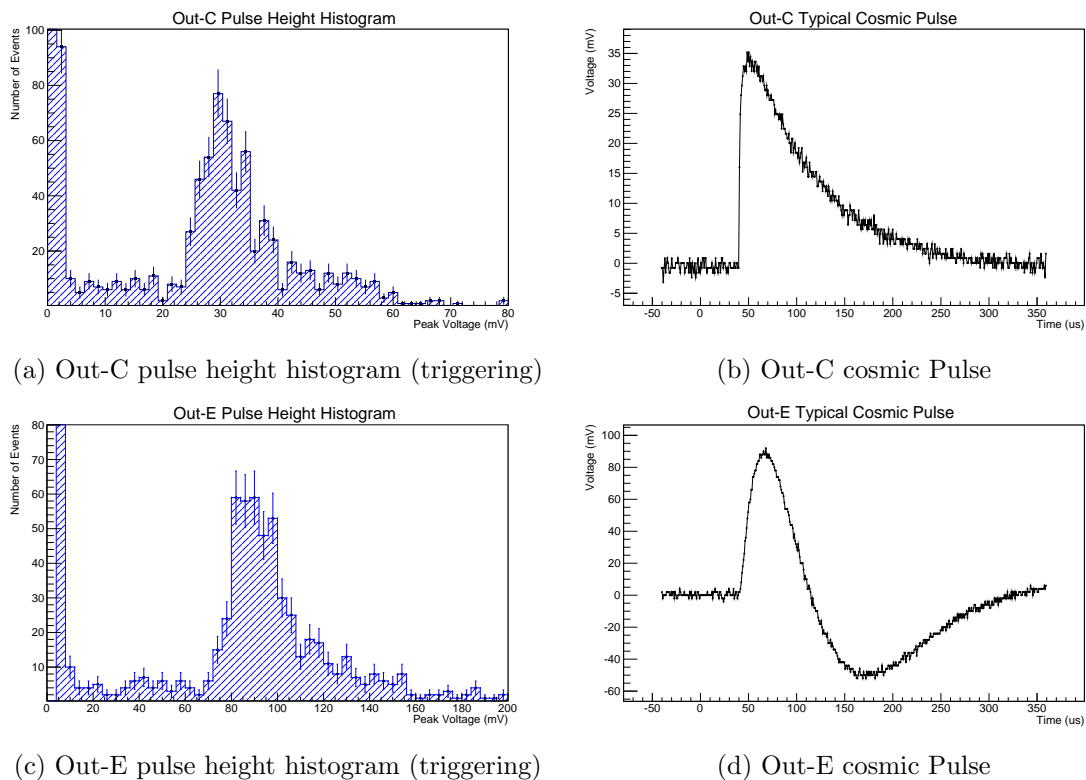 Out-C Pulse Height Histogram
Number of Events
100
80
60
40
20
0 10 20 30 40 50 60 70 80
Peak Voltage (mV)
Out-C Typical Cosmic Pulse
Voltage (mV)
35
30
25
20
15
10
5
0
-5
-50 0 50 100 150 200 250 300 350
Time (us)
(a) Out-C pulse height histogram (triggering)
(b) Out-C cosmic Pulse
Out-E Pulse Height Histogram
Number of Events
80
70
60
50
40
30
20
10
0 20 40 60 80 100 120 140 160 180 200
Peak Voltage (mV)
Out-E Typical Cosmic Pulse
Voltage (mV)
100
80
60
40
20
0
-20
-40
-60
-50 0 50 100 150 200 250 300 350
Time (us)
(c) Out-E pulse height histogram (triggering)
(d) Out-E cosmic Pulse